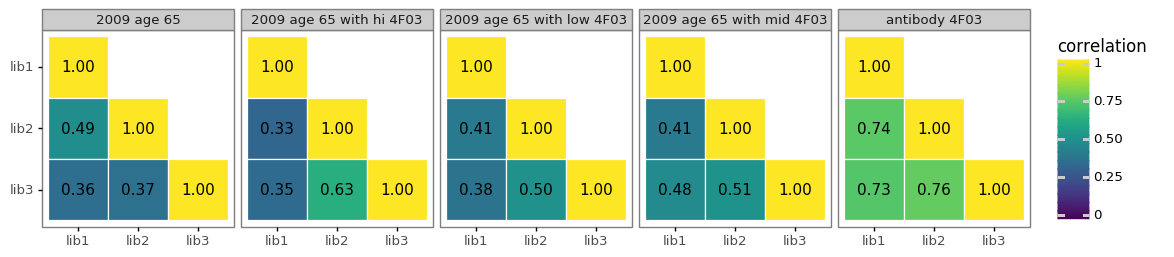 2009 age 65 2009 age 65 with hi 4F03 2009 age 65 with low 4F03 2009 age 65 with mid 4F03 antibody 4F03
correlation
lib1 1.00 1.00 1.00 1.00 1.00
lib2 0.49 1.00 0.33 1.00 0.41 1.00 0.41 1.00 0.74 1.00
lib3 0.36 0.37 1.00 0.35 0.63 1.00 0.38 0.50 1.00 0.48 0.51 1.00 0.73 0.76 1.00
lib1 lib2 lib3 lib1 lib2 lib3 lib1 lib2 lib3 lib1 lib2 lib3 lib1 lib2 lib3
1
0.75
0.50
0.25
0